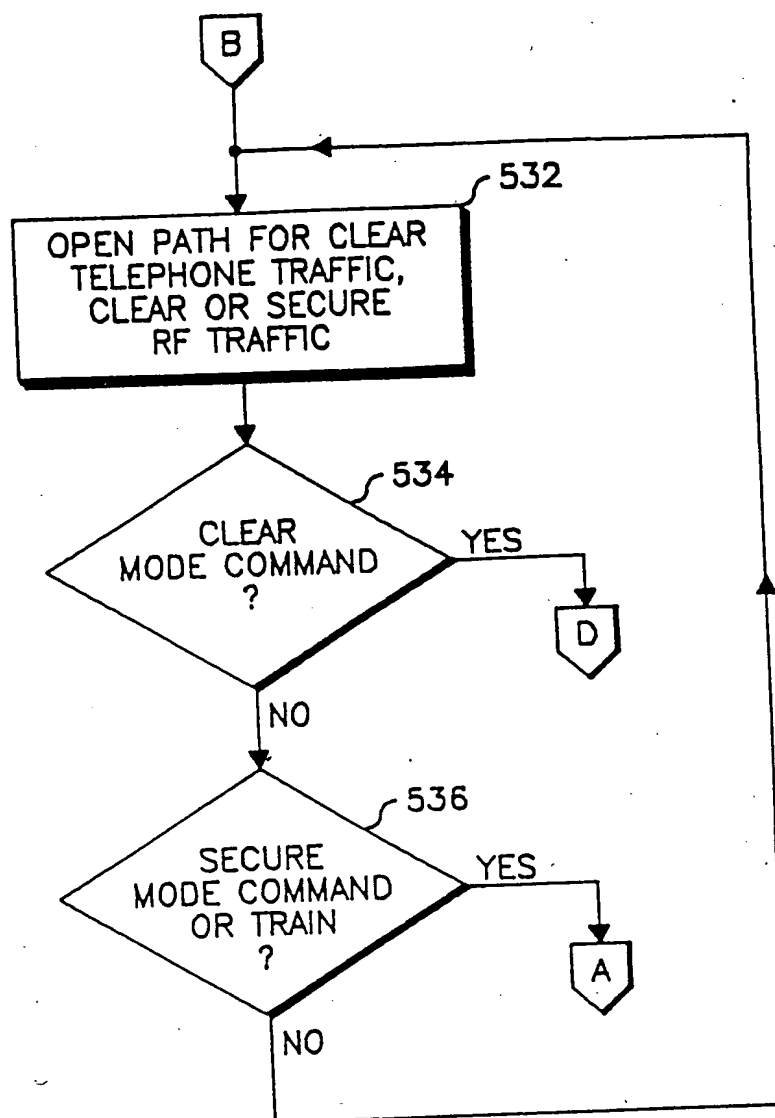 B
532
OPEN PATH FOR CLEAR
TELEPHONE TRAFFIC,
CLEAR OR SECURE
RF TRAFFIC
534
CLEAR
MODE COMMAND
?
YES
D
NO
536
SECURE
MODE COMMAND
OR TRAIN
?
YES
A
NO